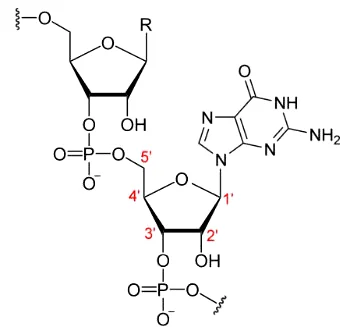 O R
O
O OH
O=P–O 5'
O⁻
O
N NH
N N NH₂
4' O 1'
3' 2'
O OH
O=P–O
O⁻